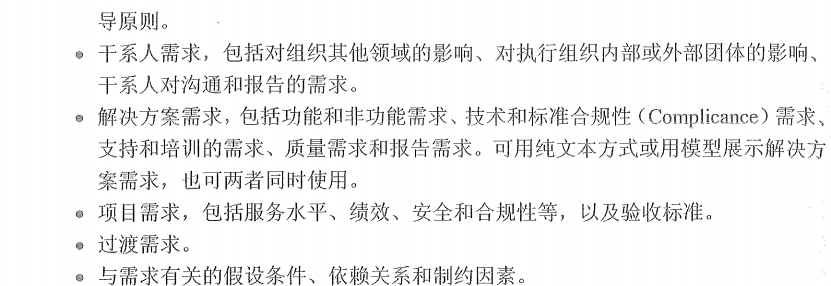 导原则。
• 干系人需求，包括对组织其他领域的影响、对执行组织内部或外部团体的影响、
干系人对沟通和报告的需求。
• 解决方案需求，包括功能和非功能需求、技术和标准合规性（Complicance）需求、
支持和培训的需求、质量需求和报告需求。可用纯文本方式或用模型展示解决方
案需求，也可两者同时使用。
• 项目需求，包括服务水平、绩效、安全和合规性等，以及验收标准。
• 过渡需求。
• 与需求有关的假设条件、依赖关系和制约因素。